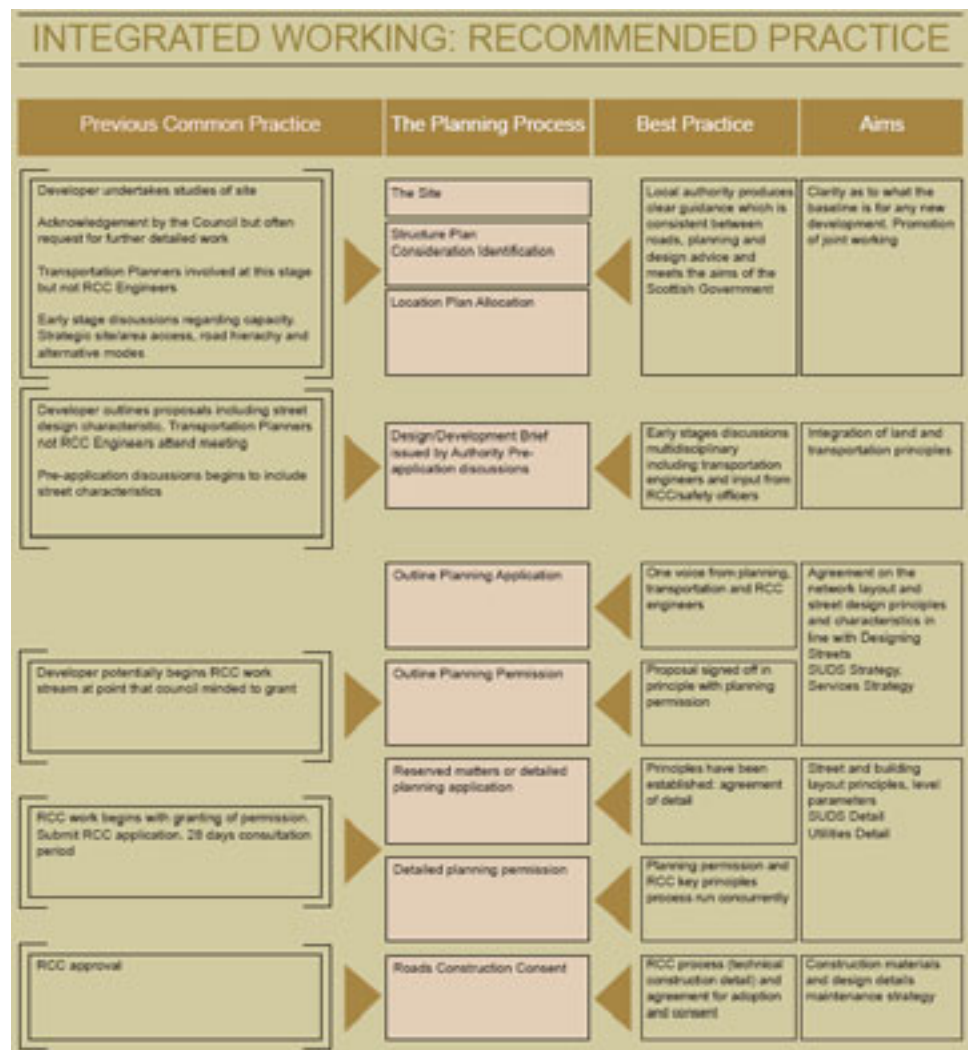 INTEGRATED WORKING: RECOMMENDED PRACTICE
Previous Common Practice
The Planning Process
Best Practice
Aims
Developer undertakes studies of site
Acknowledgement by the Council but often
request for further detailed work
Transportation Planners involved at this stage
but not RCC Engineers
Early stage discussions regarding capacity.
Strategic site/area access, road hierachy and
alternative modes
The Site
Structure Plan
Consideration Identification
Location Plan Allocation
Local authority produces
clear guidance which is
consistent between
roads, planning and
design advice and
meets the aims of the
Scottish Government
Clarity as to what the
baseline is for any new
development. Promotion
of joint working
Developer outlines proposals including street
design characteristic. Transportation Planners
not RCC Engineers attend meeting
Pre-application discussions begins to include
street characteristics
Design/Development Brief
issued by Authority Pre-
application discussions
Early stages discussions
multidisciplinary
including transportation
engineers and input from
RCC/safety officers
Integration of land and
transportation principles
Outline Planning Application
One voice from planning,
transportation and RCC
engineers
Agreement on the
network layout and
street design principles
and characteristics in
line with Designing
Streets
SUDS Strategy,
Services Strategy
Developer potentially begins RCC work
stream at point that council minded to grant
Outline Planning Permission
Proposal signed off in
principle with planning
permission
Reserved matters or detailed
planning application
Principles have been
established: agreement
of detail
Street and building
layout principles, level
parameters
SUDS Detail
Utilities Detail
RCC work begins with granting of permission.
Submit RCC application. 28 days consultation
period
Detailed planning permission
Planning permission and
RCC key principles
process run concurrently
RCC approval
Roads Construction Consent
RCC process (technical
construction detail) and
agreement for adoption
and consent
Construction materials
and design details
maintenance strategy